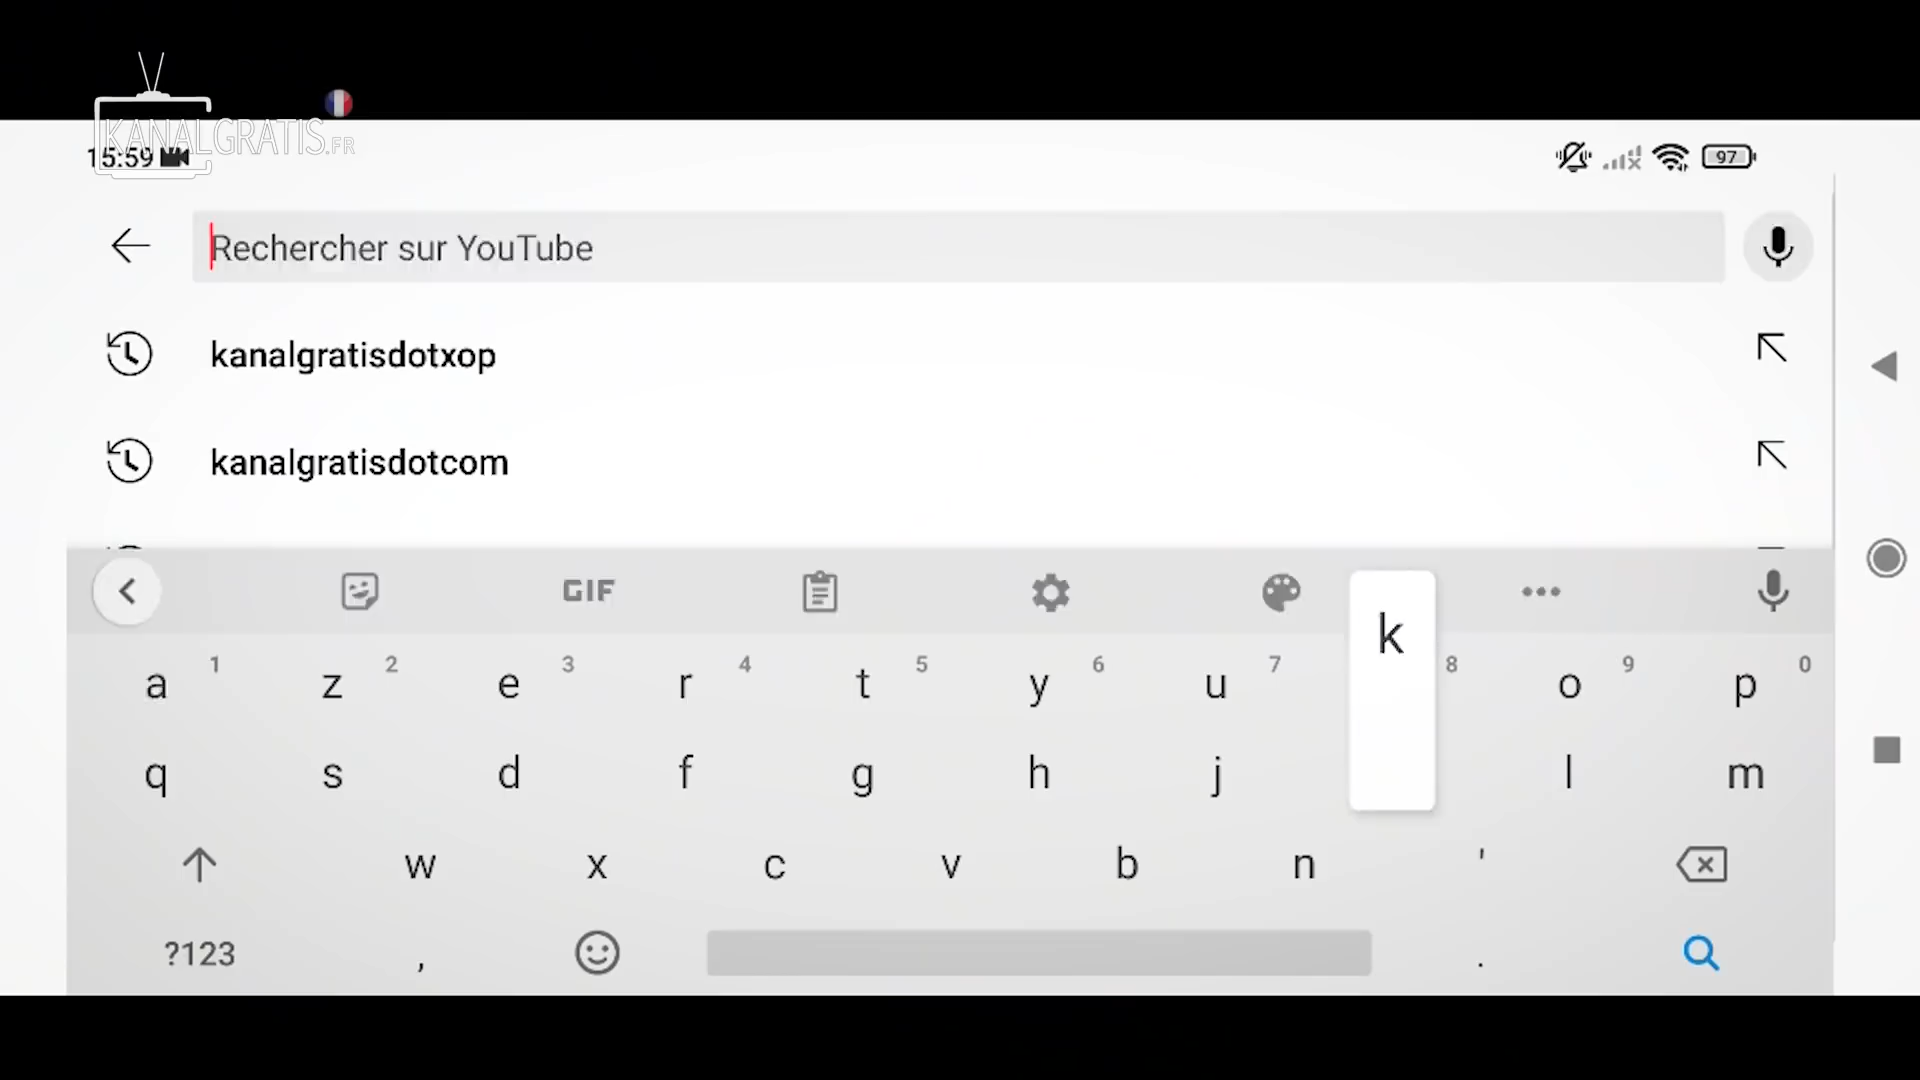 KANALGRATIS.FR
15:59
97
Rechercher sur YouTube
kanalgratisdotxop
kanalgratisdotcom
GIF
k
a 1 z 2 e 3 r 4 t 5 y 6 u 7 8 o 9 p 0
q s d f g h j l m
w x c v b n '
?123 , .